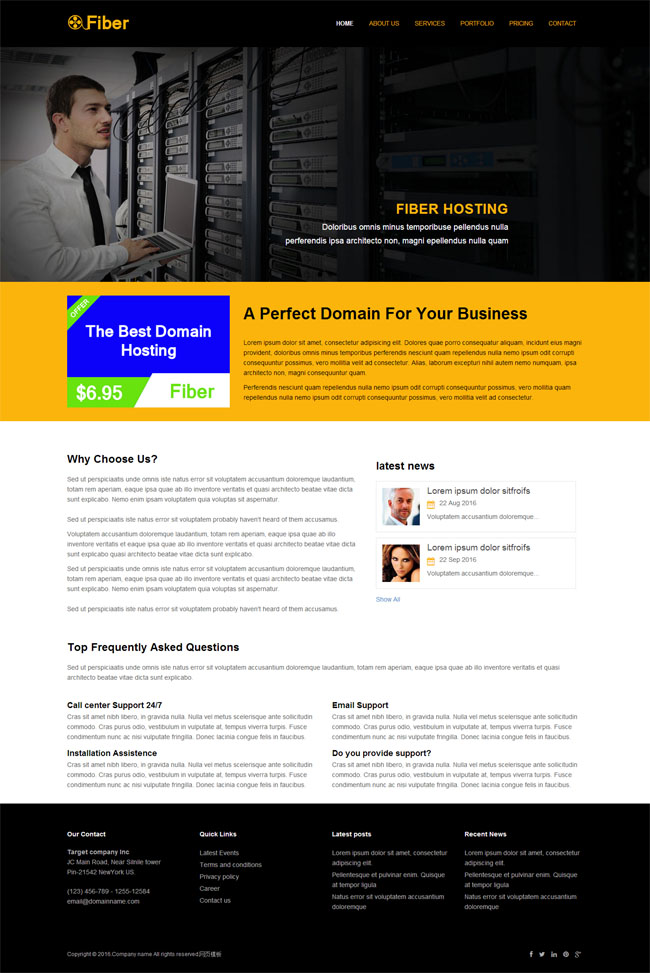 Fiber
HOME ABOUT US SERVICES PORTFOLIO PRICING CONTACT
FIBER HOSTING
Doloribus omnis minus temporibuse pellendus nulla
perferendis ipsa architecto non, magni epellendus nulla quam
OFFER
The Best Domain
Hosting
$6.95 Fiber
A Perfect Domain For Your Business
Lorem ipsum dolor sit amet, consectetur adipisicing elit. Dolores quae porro consequatur aliquam, incidunt eius magni
provident, doloribus omnis minus temporibus perferendis nesciunt quam repellendus nulla nemo ipsum odit corrupti
consequuntur possimus, vero mollitia velit ad consectetur. Alias, laborum excepturi nihil autem nemo numquam, ipsa
architecto non, magni consequuntur quam.
Perferendis nesciunt quam repellendus nulla nemo ipsum odit corrupti consequuntur possimus, vero mollitia quam
repellendus nulla nemo ipsum odit corrupti consequuntur possimus, vero mollitia velit ad consectetur.
Why Choose Us?
Sed ut perspiciaatis unde omnis iste natus error sit voluptatem accusantium doloremque laudantium,
totam rem aperiam, eaque ipsa quae ab illo inventore veritatis et quasi architecto beatae vitae dicta
sunt explicabo. Nemo enim ipsam voluptatem quia voluptas sit aspernatur.
Sed ut perspiciaatis iste natus error sit voluptatem probably haven't heard of them accusamus.
Voluptatem accusantium doloremque laudantium, totam rem aperiam, eaque ipsa quae ab illo
inventore veritatis et eaque ipsa quae ab illo inventore veritatis et quasi architecto beatae vitae dicta
sunt explicabo quasi architecto beatae vitae dicta sunt explicabo.
Sed ut perspiciaatis unde omnis iste natus error sit voluptatem accusantium doloremque laudantium,
totam rem aperiam, eaque ipsa quae ab illo inventore veritatis et quasi architecto beatae vitae dicta
sunt explicabo. Nemo enim ipsam voluptatem quia voluptas sit aspernatur.
Sed ut perspiciaatis iste natus error sit voluptatem probably haven't heard of them accusamus.
latest news
Lorem ipsum dolor sitfroifs
22 Aug 2016
Voluptatem accusantium doloremque...
Lorem ipsum dolor sitfroifs
22 Sep 2016
Voluptatem accusantium doloremque...
Show All
Top Frequently Asked Questions
Sed ut perspiciaatis unde omnis iste natus error sit voluptatem accusantium doloremque laudantium, totam rem aperiam, eaque ipsa quae ab illo inventore veritatis et quasi
architecto beatae vitae dicta sunt explicabo.
Call center Support 24/7
Cras sit amet nibh libero, in gravida nulla. Nulla vel metus scelerisque ante sollicitudin
commodo. Cras purus odio, vestibulum in vulputate at, tempus viverra turpis. Fusce
condimentum nunc ac nisi vulputate fringilla. Donec lacinia congue felis in faucibus.
Email Support
Cras sit amet nibh libero, in gravida nulla. Nulla vel metus scelerisque ante sollicitudin
commodo. Cras purus odio, vestibulum in vulputate at, tempus viverra turpis. Fusce
condimentum nunc ac nisi vulputate fringilla. Donec lacinia congue felis in faucibus.
Installation Assistence
Cras sit amet nibh libero, in gravida nulla. Nulla vel metus scelerisque ante sollicitudin
commodo. Cras purus odio, vestibulum in vulputate at, tempus viverra turpis. Fusce
condimentum nunc ac nisi vulputate fringilla. Donec lacinia congue felis in faucibus.
Do you provide support?
Cras sit amet nibh libero, in gravida nulla. Nulla vel metus scelerisque ante sollicitudin
commodo. Cras purus odio, vestibulum in vulputate at, tempus viverra turpis. Fusce
condimentum nunc ac nisi vulputate fringilla. Donec lacinia congue felis in faucibus.
Our Contact
Target company Inc
JC Main Road, Near Silnile tower
Pin-21542 NewYork US.
(123) 456-789 - 1255-12584
email@domainname.com
Quick Links
Latest Events
Terms and conditions
Privacy policy
Career
Contact us
Latest posts
Lorem ipsum dolor sit amet, consectetur
adipiscing elit.
Pellentesque et pulvinar enim. Quisque
at tempor ligula
Natus error sit voluptatem accusantium
doloremque
Recent News
Lorem ipsum dolor sit amet, consectetur
adipiscing elit.
Pellentesque et pulvinar enim. Quisque
at tempor ligula
Natus error sit voluptatem accusantium
doloremque
Copyright © 2016.Company name All rights reserved.网页模板